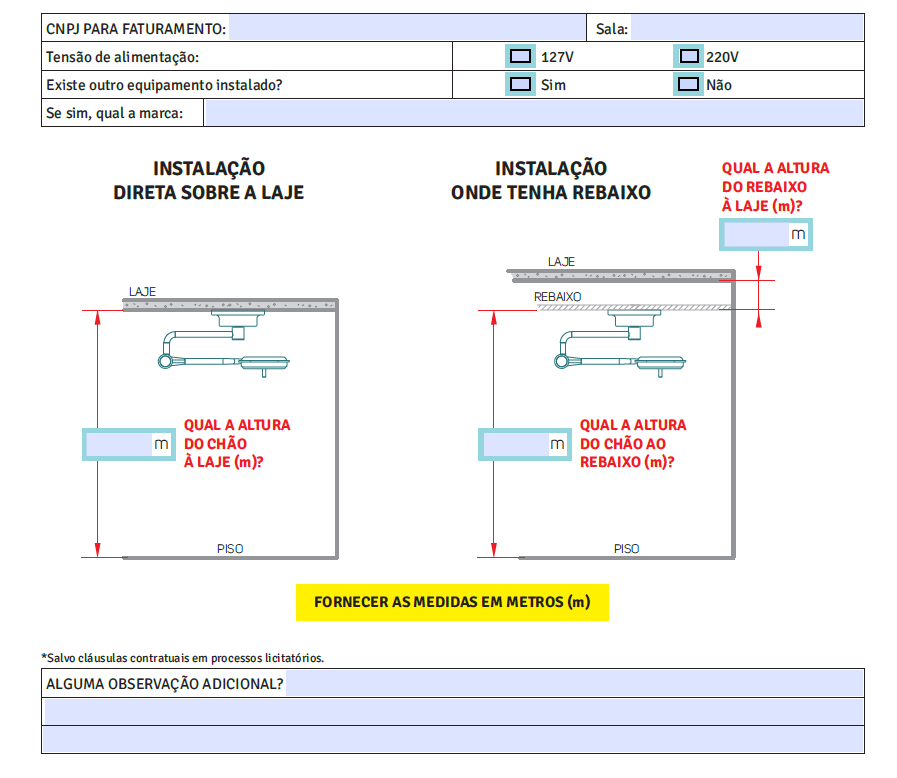 CNPJ PARA FATURAMENTO: Sala:
Tensão de alimentação: 127V 220V
Existe outro equipamento instalado? Sim Não
Se sim, qual a marca:
INSTALAÇÃO
DIRETA SOBRE A LAJE
INSTALAÇÃO
ONDE TENHA REBAIXO
QUAL A ALTURA
DO REBAIXO
À LAJE (m)?
m
LAJE
LAJE
REBAIXO
QUAL A ALTURA
DO CHÃO
À LAJE (m)?
m
QUAL A ALTURA
DO CHÃO AO
REBAIXO (m)?
m
PISO
PISO
FORNECER AS MEDIDAS EM METROS (m)
*Salvo cláusulas contratuais em processos licitatórios.
ALGUMA OBSERVAÇÃO ADICIONAL?